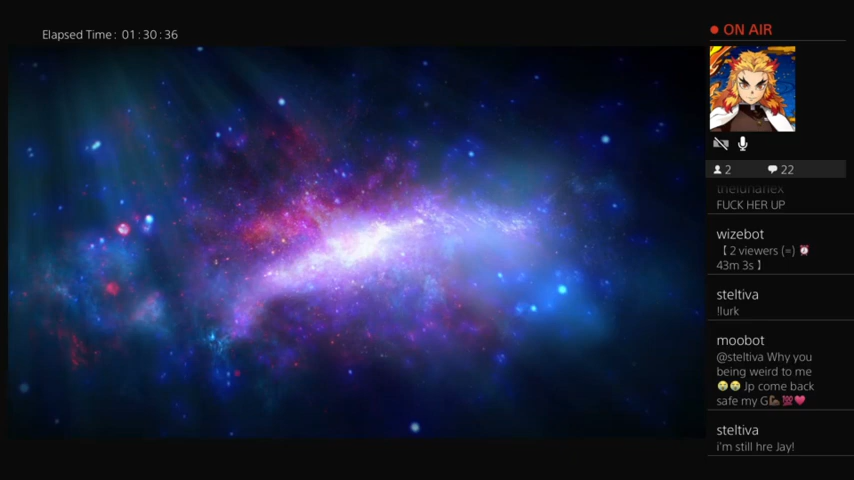 Elapsed Time: 01:30:36
ON AIR
2 22
FUCK HER UP
wizebot
【 2 viewers (=) ⏰
43m 3s 】
steltiva
!lurk
moobot
@steltiva Why you
being weird to me
😭😭 Jp come back
safe my G💪🏿💯♥️
steltiva
i'm still hre Jay!